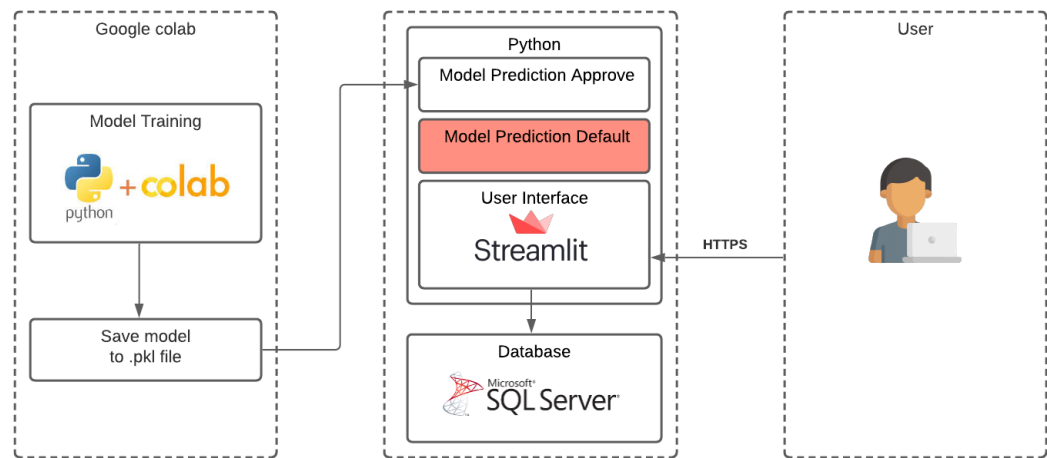 Google colab
Model Training
python
+
colab
Save model
to .pkl file
Python
Model Prediction Approve
Model Prediction Default
User Interface
Streamlit
Database
Microsoft®
SQL Server®
HTTPS
User